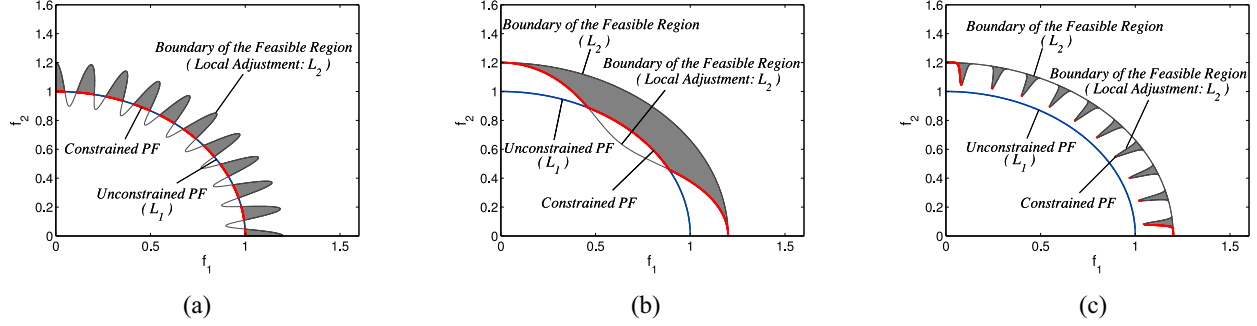 1.6
1.4
1.2
1
0.8
0.6
0.4
0.2
0
0
0.5
1
1.5
f2
f1
Boundary of the Feasible Region
( Local Adjustment: L2 )
Constrained PF
Unconstrained PF
( L1 )
(a)
1.6
1.4
1.2
1
0.8
0.6
0.4
0.2
0
0
0.5
1
1.5
f2
f1
Boundary of the Feasible Region
( L2 )
Boundary of the Feasible Region
( Local Adjustment: L2 )
Unconstrained PF
( L1 )
Constrained PF
(b)
1.6
1.4
1.2
1
0.8
0.6
0.4
0.2
0
0
0.5
1
1.5
f2
f1
Boundary of the Feasible Region
( L2 )
Boundary of the Feasible Region
( Local Adjustment: L2 )
Unconstrained PF
( L1 )
Constrained PF
(c)